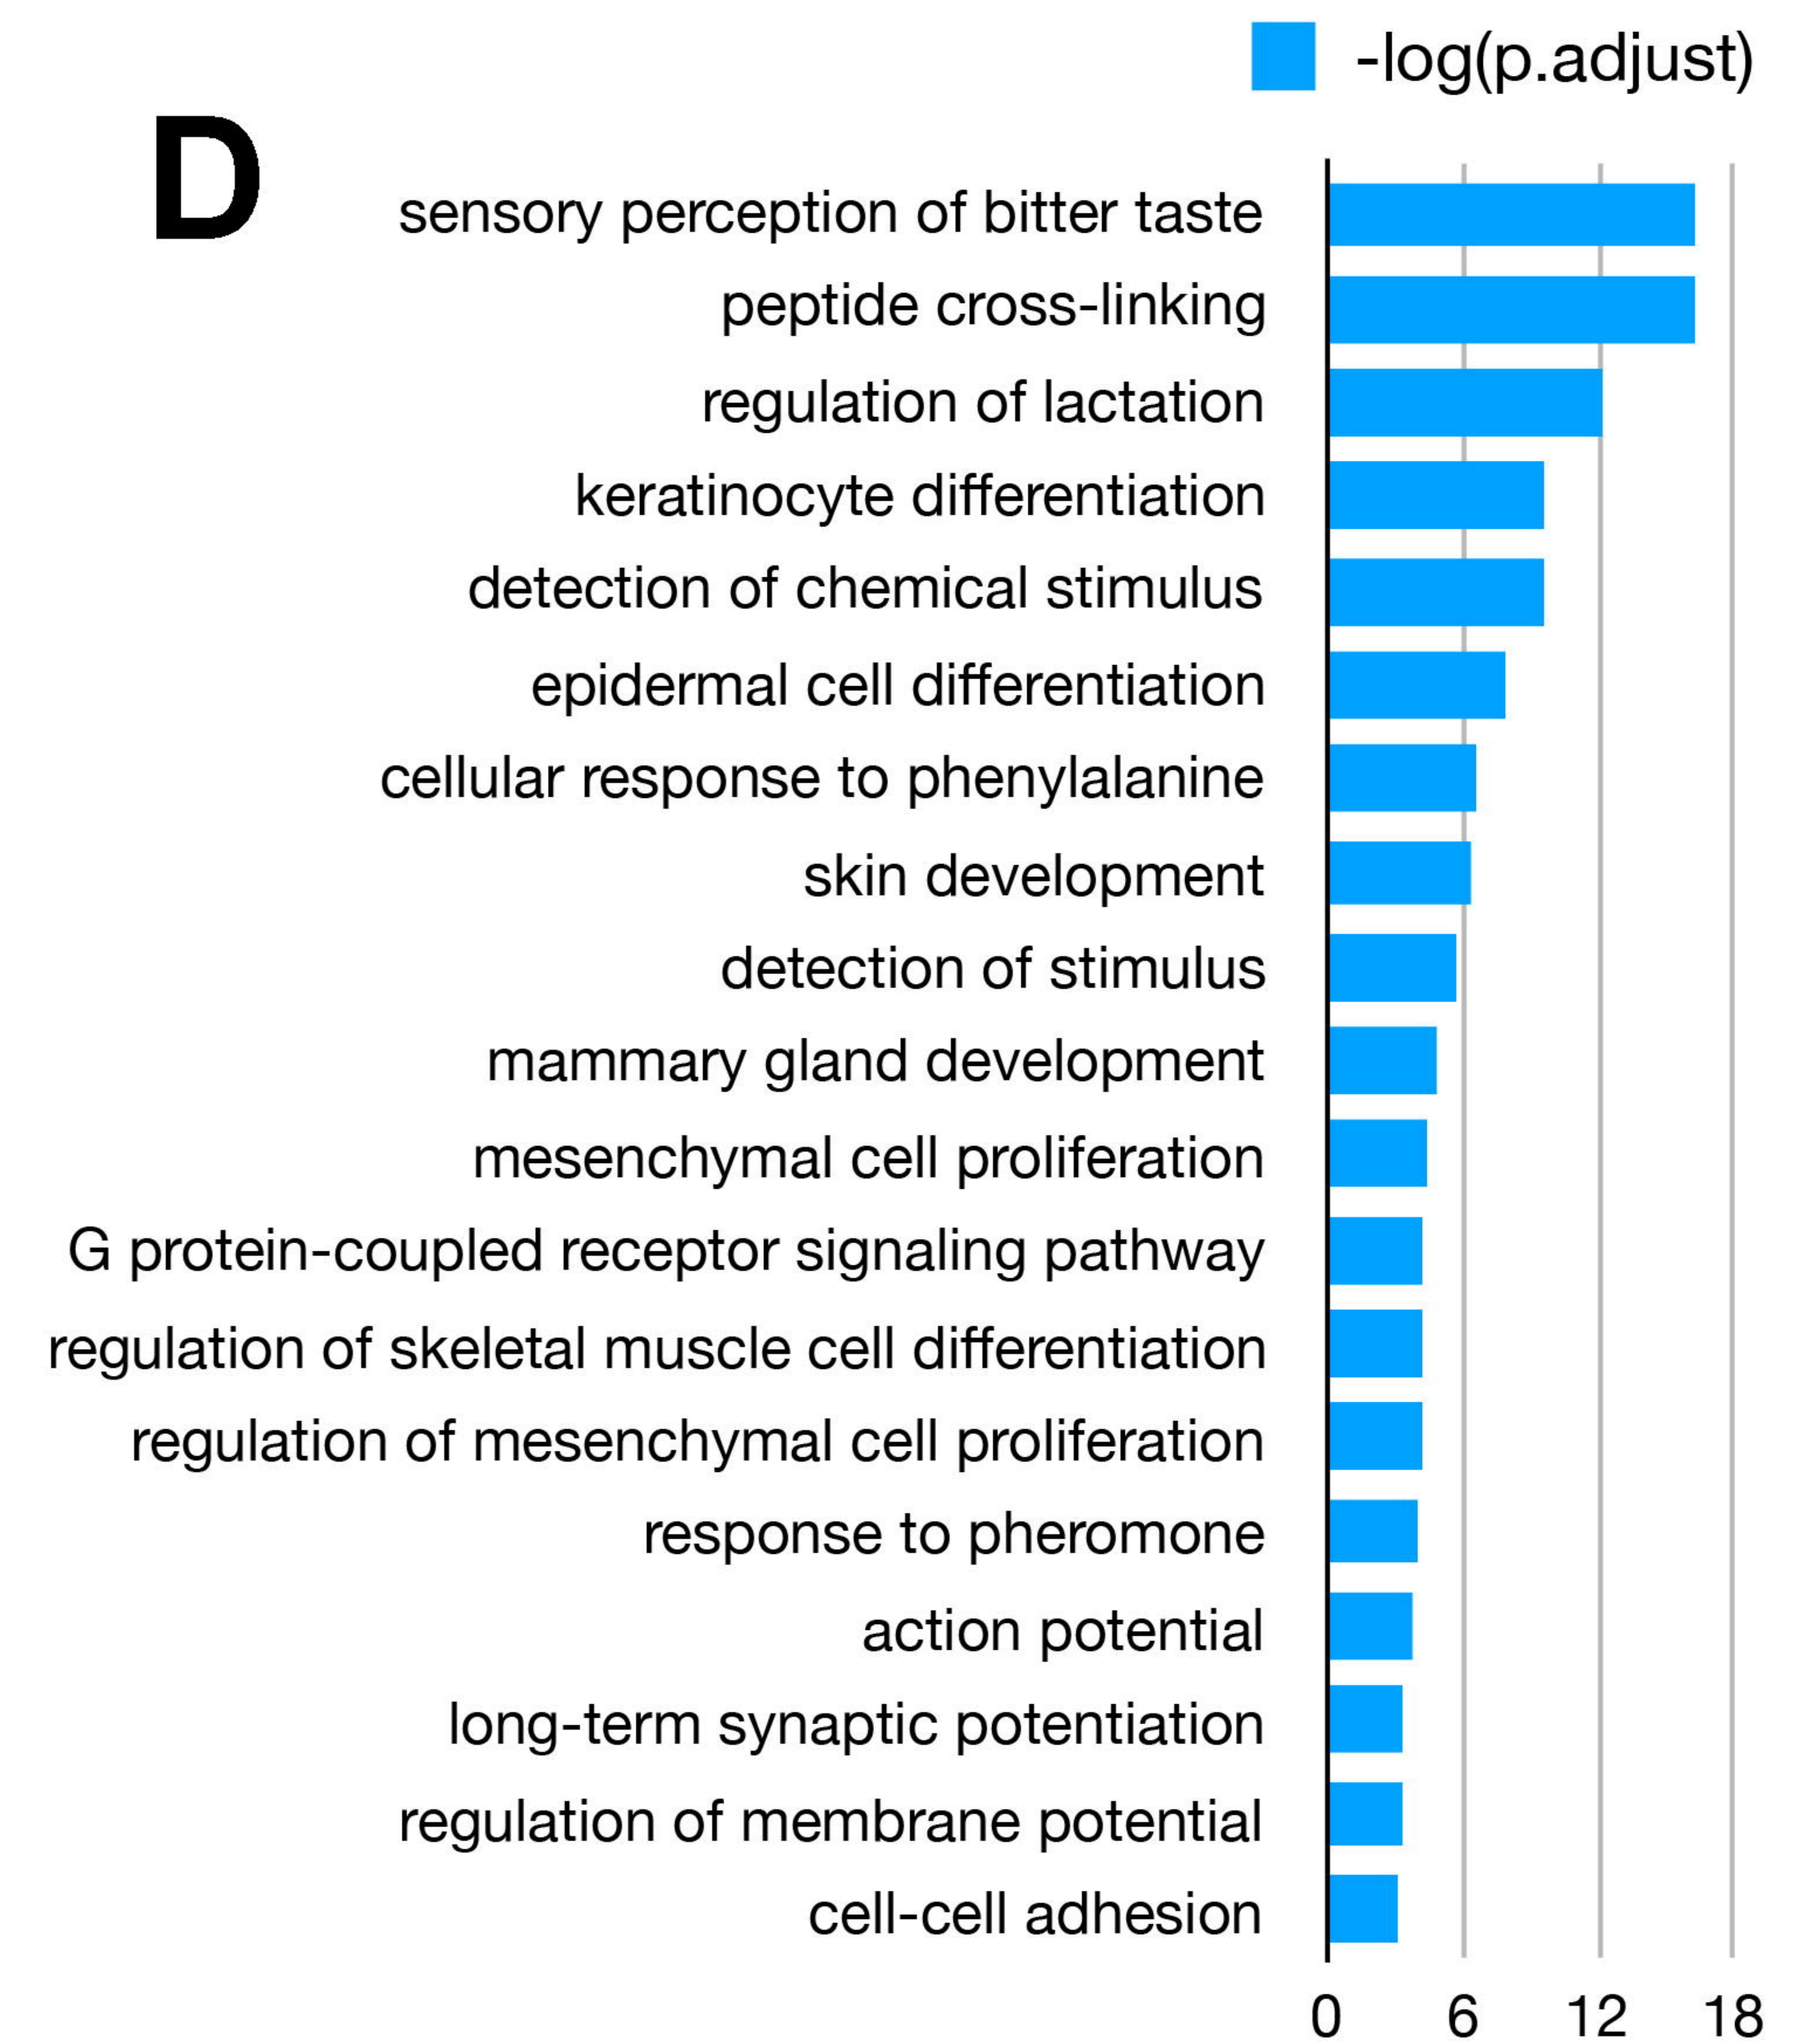 -log(p.adjust)
D
sensory perception of bitter taste
peptide cross-linking
regulation of lactation
keratinocyte differentiation
detection of chemical stimulus
epidermal cell differentiation
cellular response to phenylalanine
skin development
detection of stimulus
mammary gland development
mesenchymal cell proliferation
G protein-coupled receptor signaling pathway
regulation of skeletal muscle cell differentiation
regulation of mesenchymal cell proliferation
response to pheromone
action potential
long-term synaptic potentiation
regulation of membrane potential
cell-cell adhesion
0 6 12 18